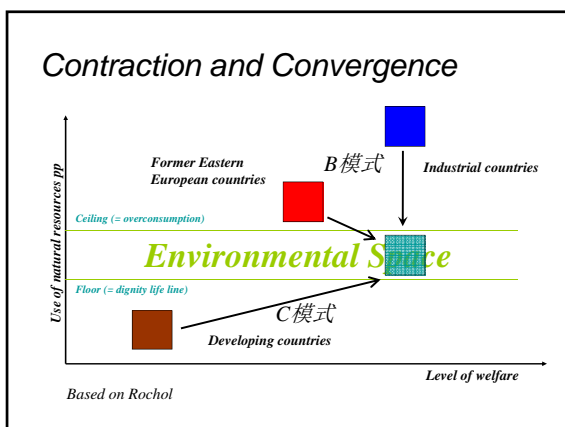 Contraction and Convergence
Use of natural resources pp
Former Eastern
European countries
B模式
Industrial countries
Ceiling (= overconsumption)
Environmental Space
Floor (= dignity life line)
C模式
Developing countries
Level of welfare
Based on Rochol